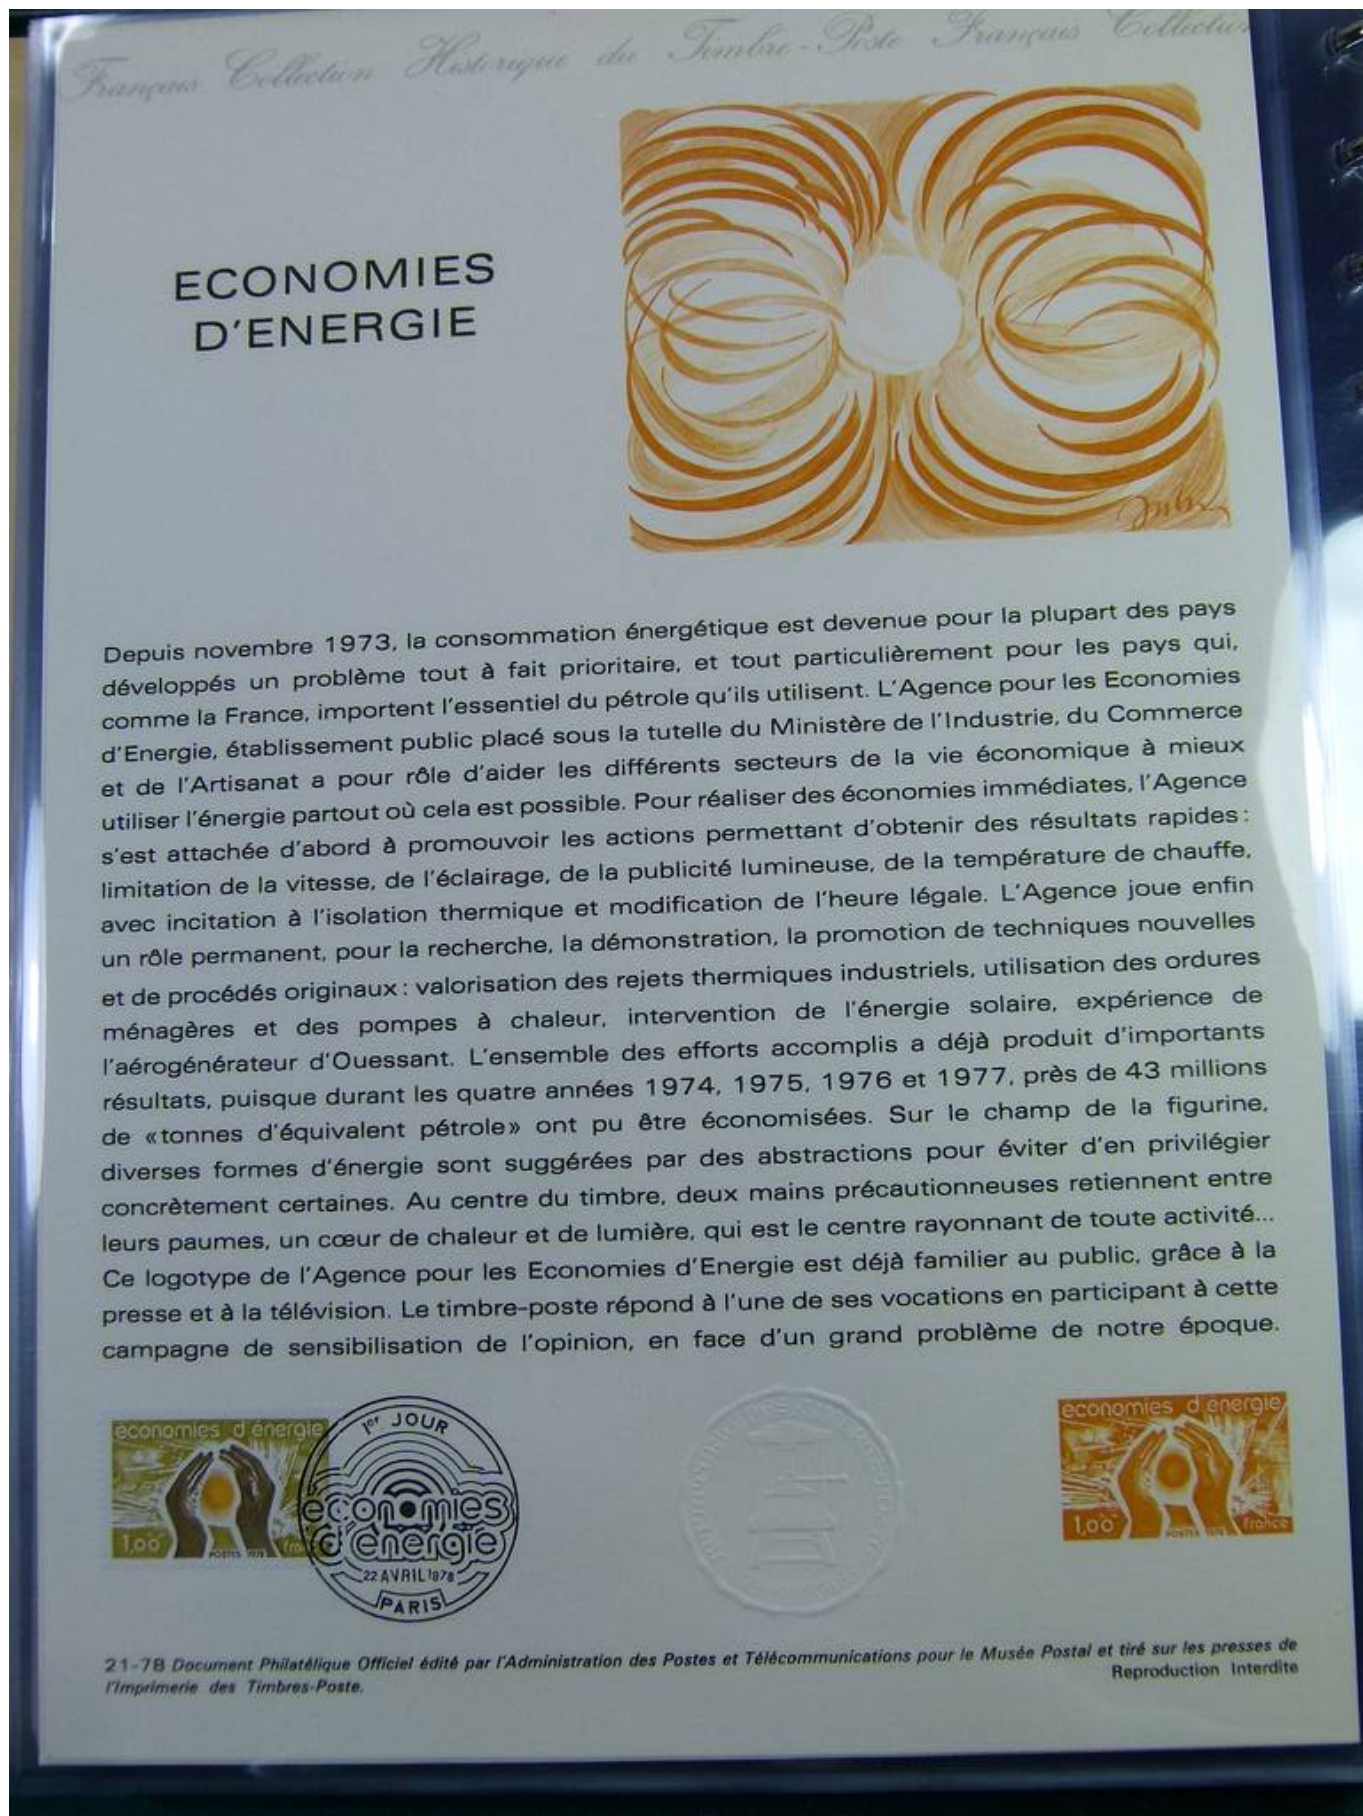 Français Collection Historique du Timbre-Poste Français Collection
ECONOMIES
D'ENERGIE
Depuis novembre 1973, la consommation énergétique est devenue pour la plupart des pays
développés un problème tout à fait prioritaire, et tout particulièrement pour les pays qui,
comme la France, importent l'essentiel du pétrole qu'ils utilisent. L'Agence pour les Economies
d'Energie, établissement public placé sous la tutelle du Ministère de l'Industrie, du Commerce
et de l'Artisanat a pour rôle d'aider les différents secteurs de la vie économique à mieux
utiliser l'énergie partout où cela est possible. Pour réaliser des économies immédiates, l'Agence
s'est attachée d'abord à promouvoir les actions permettant d'obtenir des résultats rapides :
limitation de la vitesse, de l'éclairage, de la publicité lumineuse, de la température de chauffe,
avec incitation à l'isolation thermique et modification de l'heure légale. L'Agence joue enfin
un rôle permanent, pour la recherche, la démonstration, la promotion de techniques nouvelles
et de procédés originaux : valorisation des rejets thermiques industriels, utilisation des ordures
ménagères et des pompes à chaleur, intervention de l'énergie solaire, expérience de
l'aérogénérateur d'Ouessant. L'ensemble des efforts accomplis a déjà produit d'importants
résultats, puisque durant les quatre années 1974, 1975, 1976 et 1977, près de 43 millions
de «tonnes d'équivalent pétrole» ont pu être économisées. Sur le champ de la figurine,
diverses formes d'énergie sont suggérées par des abstractions pour éviter d'en privilégier
concrètement certaines. Au centre du timbre, deux mains précautionneuses retiennent entre
leurs paumes, un cœur de chaleur et de lumière, qui est le centre rayonnant de toute activité...
Ce logotype de l'Agence pour les Economies d'Energie est déjà familier au public, grâce à la
presse et à la télévision. Le timbre-poste répond à l'une de ses vocations en participant à cette
campagne de sensibilisation de l'opinion, en face d'un grand problème de notre époque.
économies d'énergie
1,00
POSTES 1978
france
1er JOUR
économies
d'énergie
22 AVRIL 1978
PARIS
économies d'énergie
1,00
POSTES 1978
france
21-78 Document Philatélique Officiel édité par l'Administration des Postes et Télécommunications pour le Musée Postal et tiré sur les presses de
l'Imprimerie des Timbres-Poste.
Reproduction Interdite